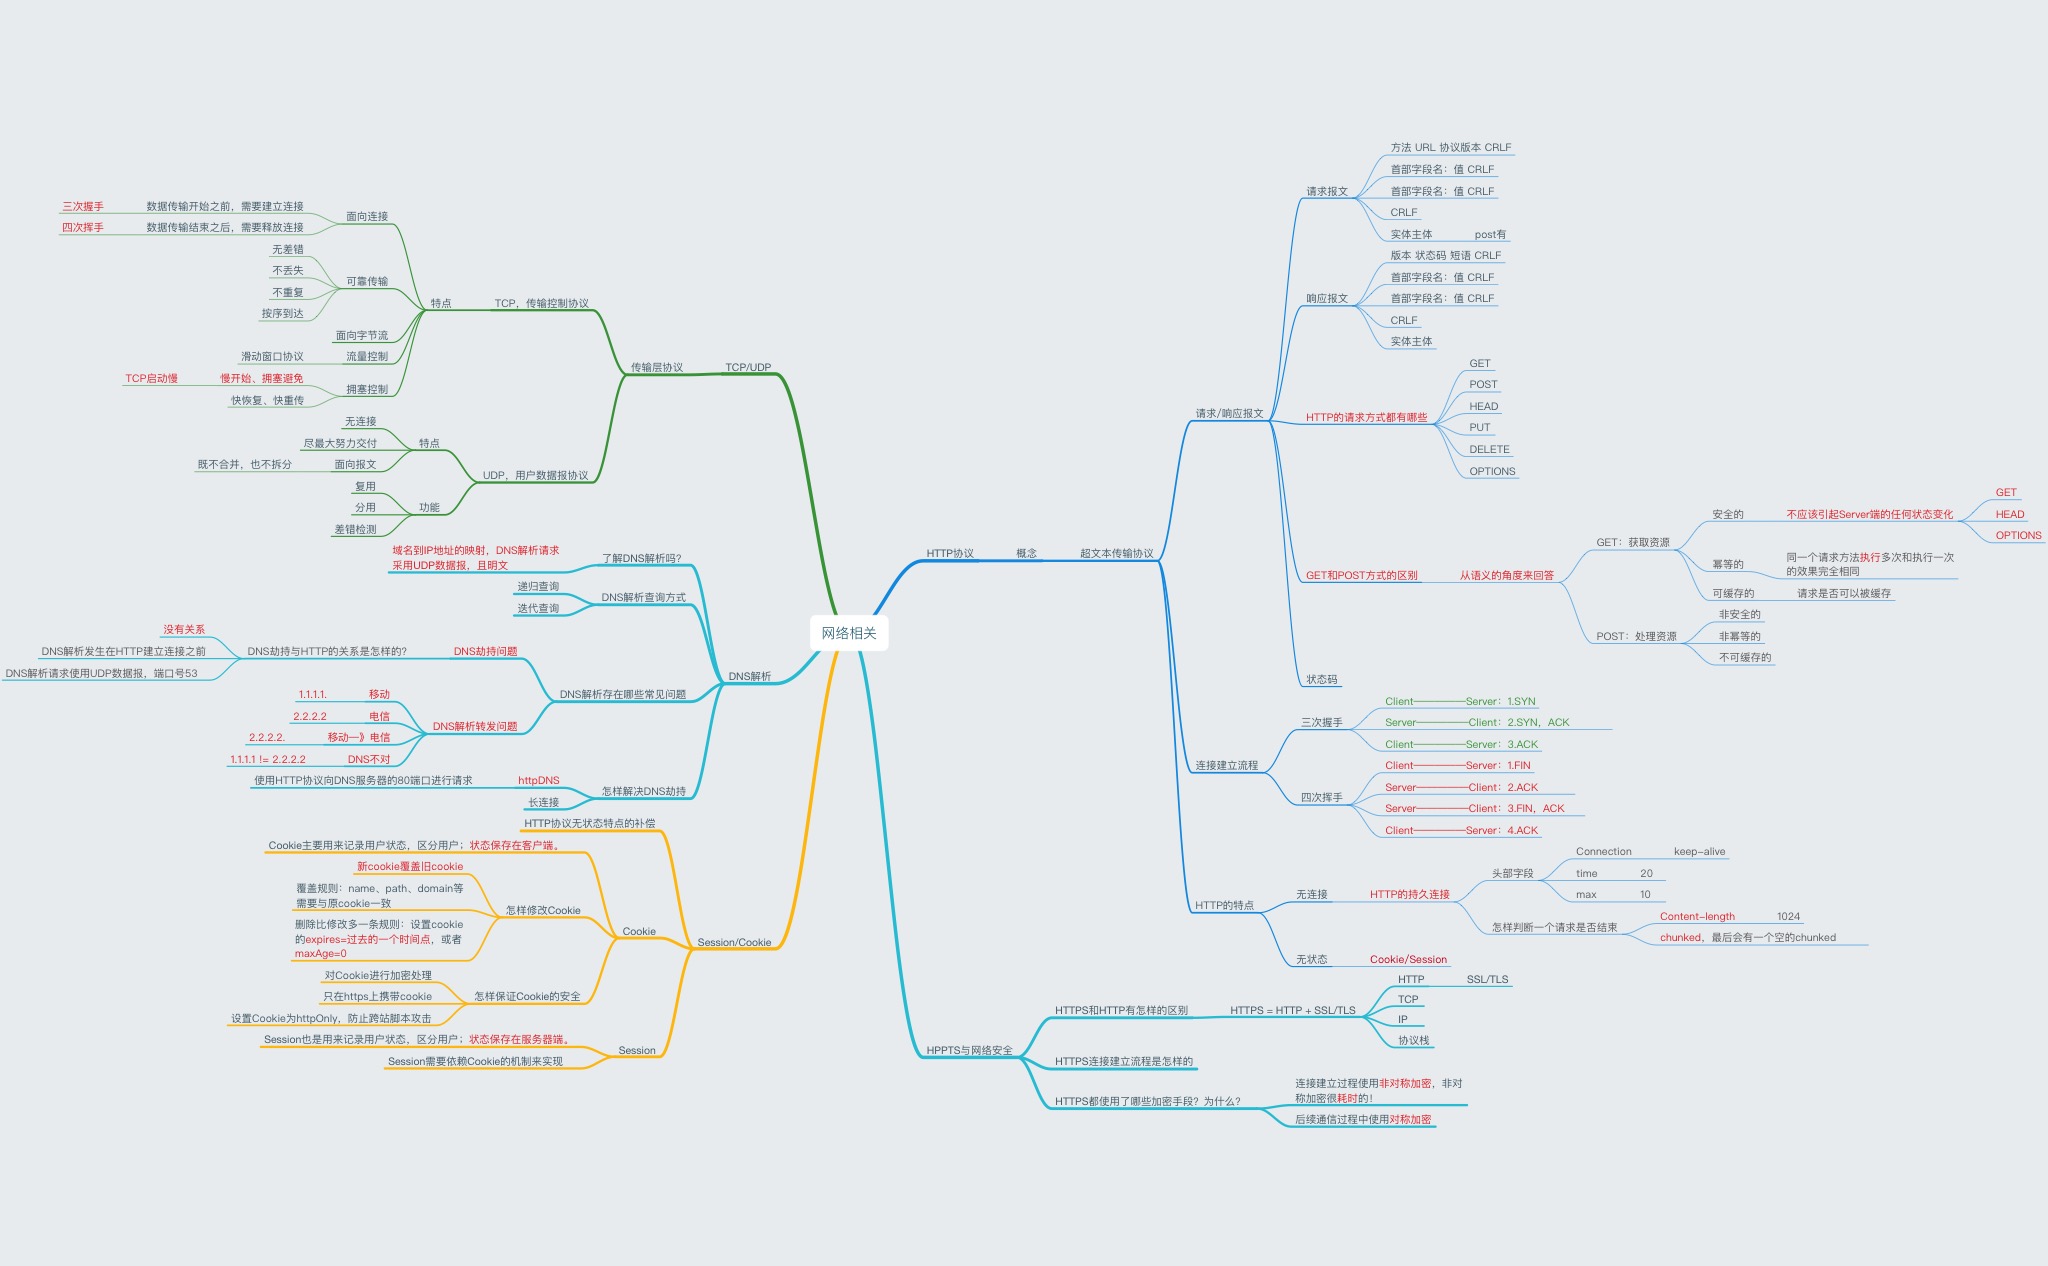 网络相关
HTTP协议
概念
超文本传输协议
请求/响应报文
请求报文
方法 URL 协议版本 CRLF
首部字段名：值 CRLF
首部字段名：值 CRLF
CRLF
实体主体
post有
响应报文
版本 状态码 短语 CRLF
首部字段名：值 CRLF
首部字段名：值 CRLF
CRLF
实体主体
HTTP的请求方式都有哪些
GET
POST
HEAD
PUT
DELETE
OPTIONS
GET和POST方式的区别
从语义的角度来回答
GET：获取资源
安全的
不应该引起Server端的任何状态变化
GET
HEAD
OPTIONS
幂等的
同一个请求方法执行多次和执行一次
的效果完全相同
可缓存的
请求是否可以被缓存
POST：处理资源
非安全的
非幂等的
不可缓存的
状态码
连接建立流程
三次握手
Client————Server：1.SYN
Server————Client：2.SYN，ACK
Client————Server：3.ACK
四次挥手
Client————Server：1.FIN
Server————Client：2.ACK
Server————Client：3.FIN，ACK
Client————Server：4.ACK
HTTP的特点
无连接
HTTP的持久连接
头部字段
Connection
keep-alive
time
20
max
10
怎样判断一个请求是否结束
Content-length
1024
chunked，最后会有一个空的chunked
无状态
Cookie/Session
HPPTS与网络安全
HTTPS和HTTP有怎样的区别
HTTPS = HTTP + SSL/TLS
HTTP
SSL/TLS
TCP
IP
协议栈
HTTPS连接建立流程是怎样的
HTTPS都使用了哪些加密手段？为什么？
连接建立过程使用非对称加密，非对
称加密很耗时的！
后续通信过程中使用对称加密
TCP/UDP
传输层协议
TCP，传输控制协议
特点
面向连接
数据传输开始之前，需要建立连接
三次握手
数据传输结束之后，需要释放连接
四次挥手
可靠传输
无差错
不丢失
不重复
按序到达
面向字节流
流量控制
滑动窗口协议
拥塞控制
慢开始、拥塞避免
TCP启动慢
快恢复、快重传
UDP，用户数据报协议
特点
无连接
尽最大努力交付
面向报文
既不合并，也不拆分
功能
复用
分用
差错检测
DNS解析
了解DNS解析吗？
域名到IP地址的映射，DNS解析请求
采用UDP数据报，且明文
DNS解析查询方式
递归查询
迭代查询
DNS解析存在哪些常见问题
DNS劫持问题
DNS劫持与HTTP的关系是怎样的？
没有关系
DNS解析发生在HTTP建立连接之前
DNS解析请求使用UDP数据报，端口号53
DNS解析转发问题
移动
1.1.1.1.
电信
2.2.2.2
移动—》电信
2.2.2.2.
DNS不对
1.1.1.1 != 2.2.2.2
怎样解决DNS劫持
httpDNS
使用HTTP协议向DNS服务器的80端口进行请求
长连接
Session/Cookie
HTTP协议无状态特点的补偿
Cookie
Cookie主要用来记录用户状态，区分用户；状态保存在客户端。
怎样修改Cookie
新cookie覆盖旧cookie
覆盖规则：name、path、domain等
需要与原cookie一致
删除比修改多一条规则：设置cookie
的expires=过去的一个时间点，或者
maxAge=0
怎样保证Cookie的安全
对Cookie进行加密处理
只在https上携带cookie
设置Cookie为httpOnly，防止跨站脚本攻击
Session
Session也是用来记录用户状态，区分用户；状态保存在服务器端。
Session需要依赖Cookie的机制来实现